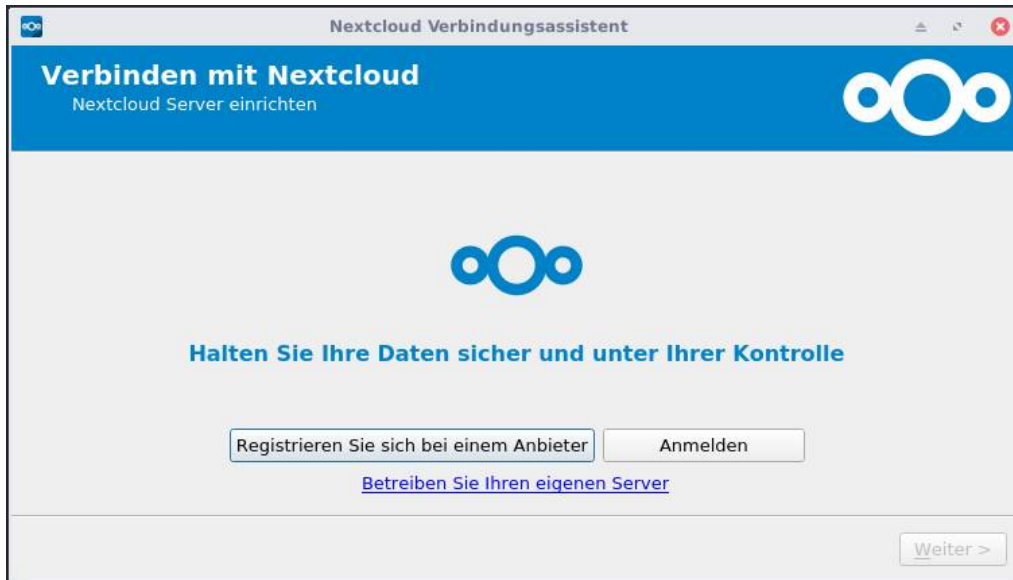 Nextcloud Verbindungsassistent
Verbinden mit Nextcloud
Nextcloud Server einrichten
Halten Sie Ihre Daten sicher und unter Ihrer Kontrolle
Registrieren Sie sich bei einem Anbieter
Anmelden
Betreiben Sie Ihren eigenen Server
Weiter >